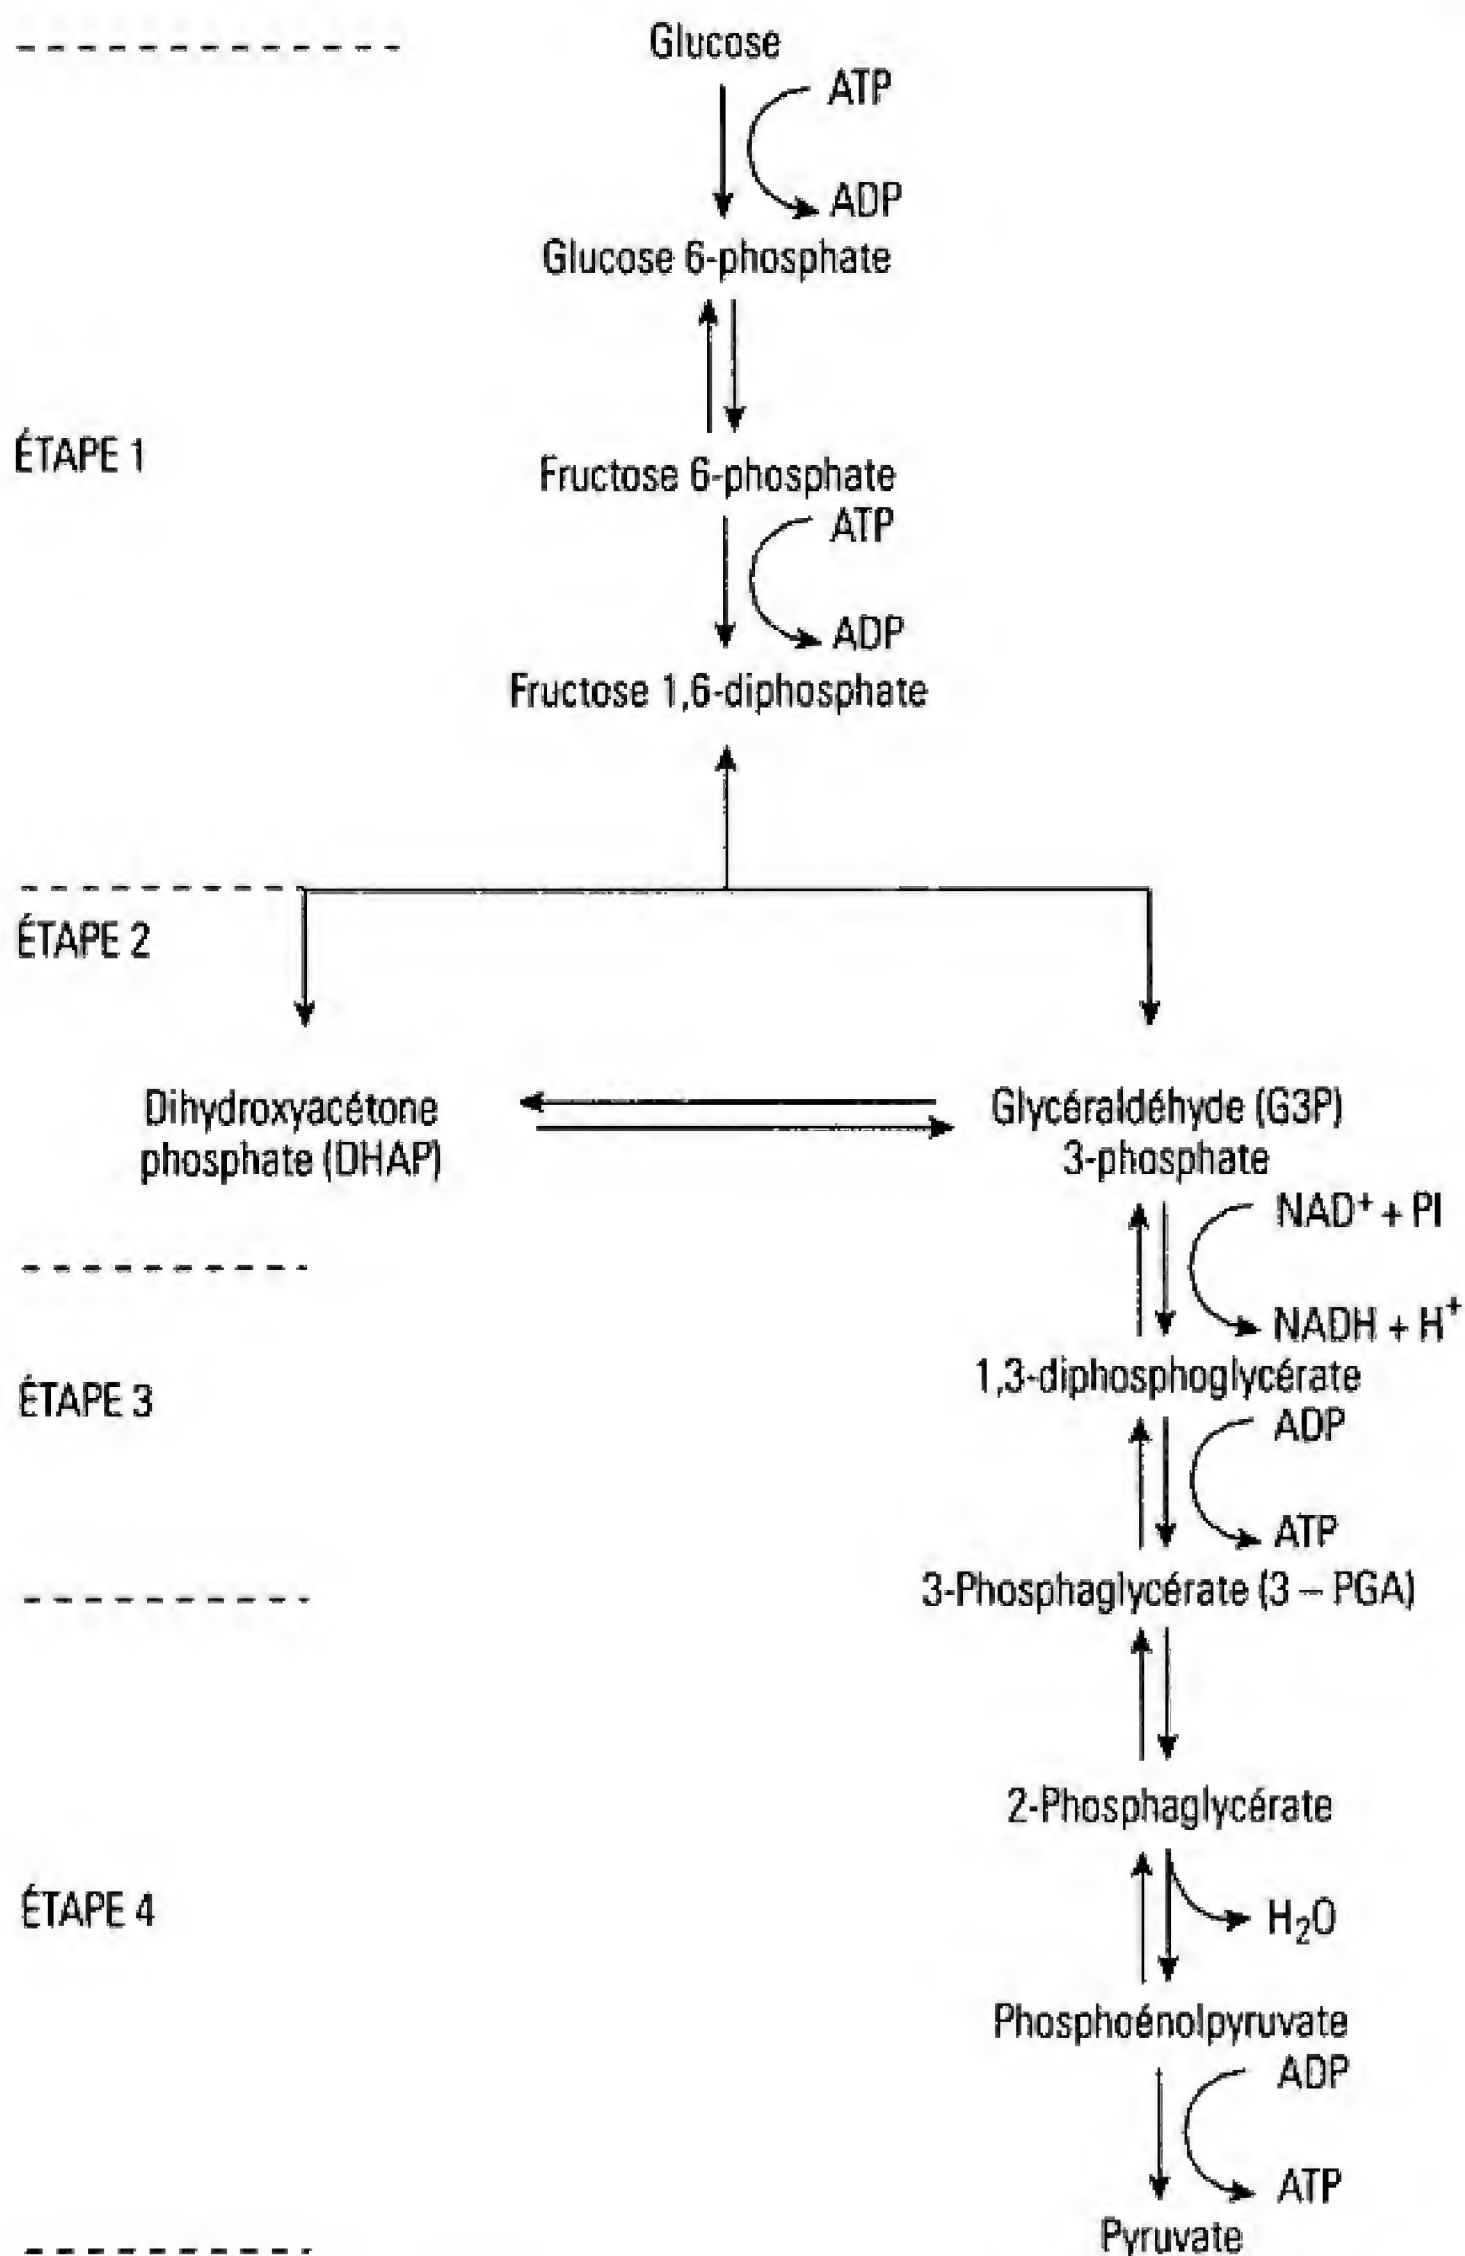 Glucose
ATP
ADP
Glucose 6-phosphate
ÉTAPE 1
Fructose 6-phosphate
ATP
ADP
Fructose 1,6-diphosphate
ÉTAPE 2
Dihydroxyacétone
phosphate (DHAP)
Glycéraldéhyde (G3P)
3-phosphate
NAD⁺ + PI
NADH + H⁺
1,3-diphosphoglycérate
ÉTAPE 3
ADP
ATP
3-Phosphaglycérate (3 – PGA)
2-Phosphaglycérate
ÉTAPE 4
H₂O
Phosphoénolpyruvate
ADP
ATP
Pyruvate